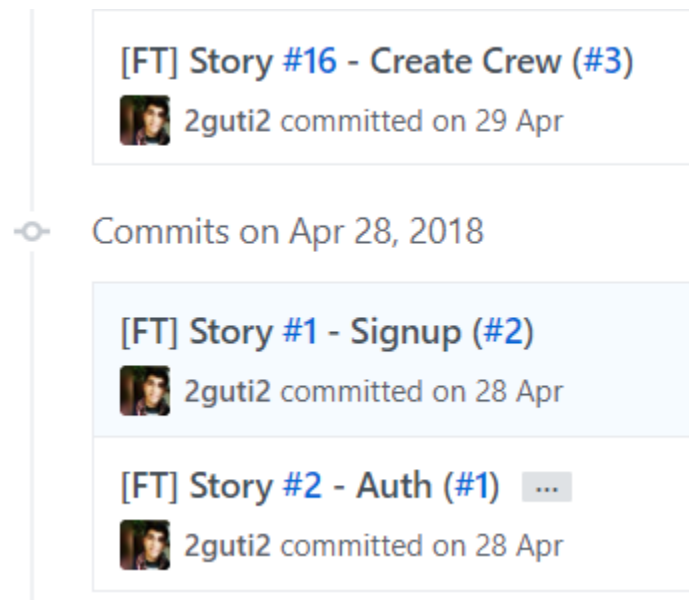 [FT] Story #16 - Create Crew (#3)
2guti2 committed on 29 Apr
Commits on Apr 28, 2018
[FT] Story #1 - Signup (#2)
2guti2 committed on 28 Apr
[FT] Story #2 - Auth (#1) ...
2guti2 committed on 28 Apr